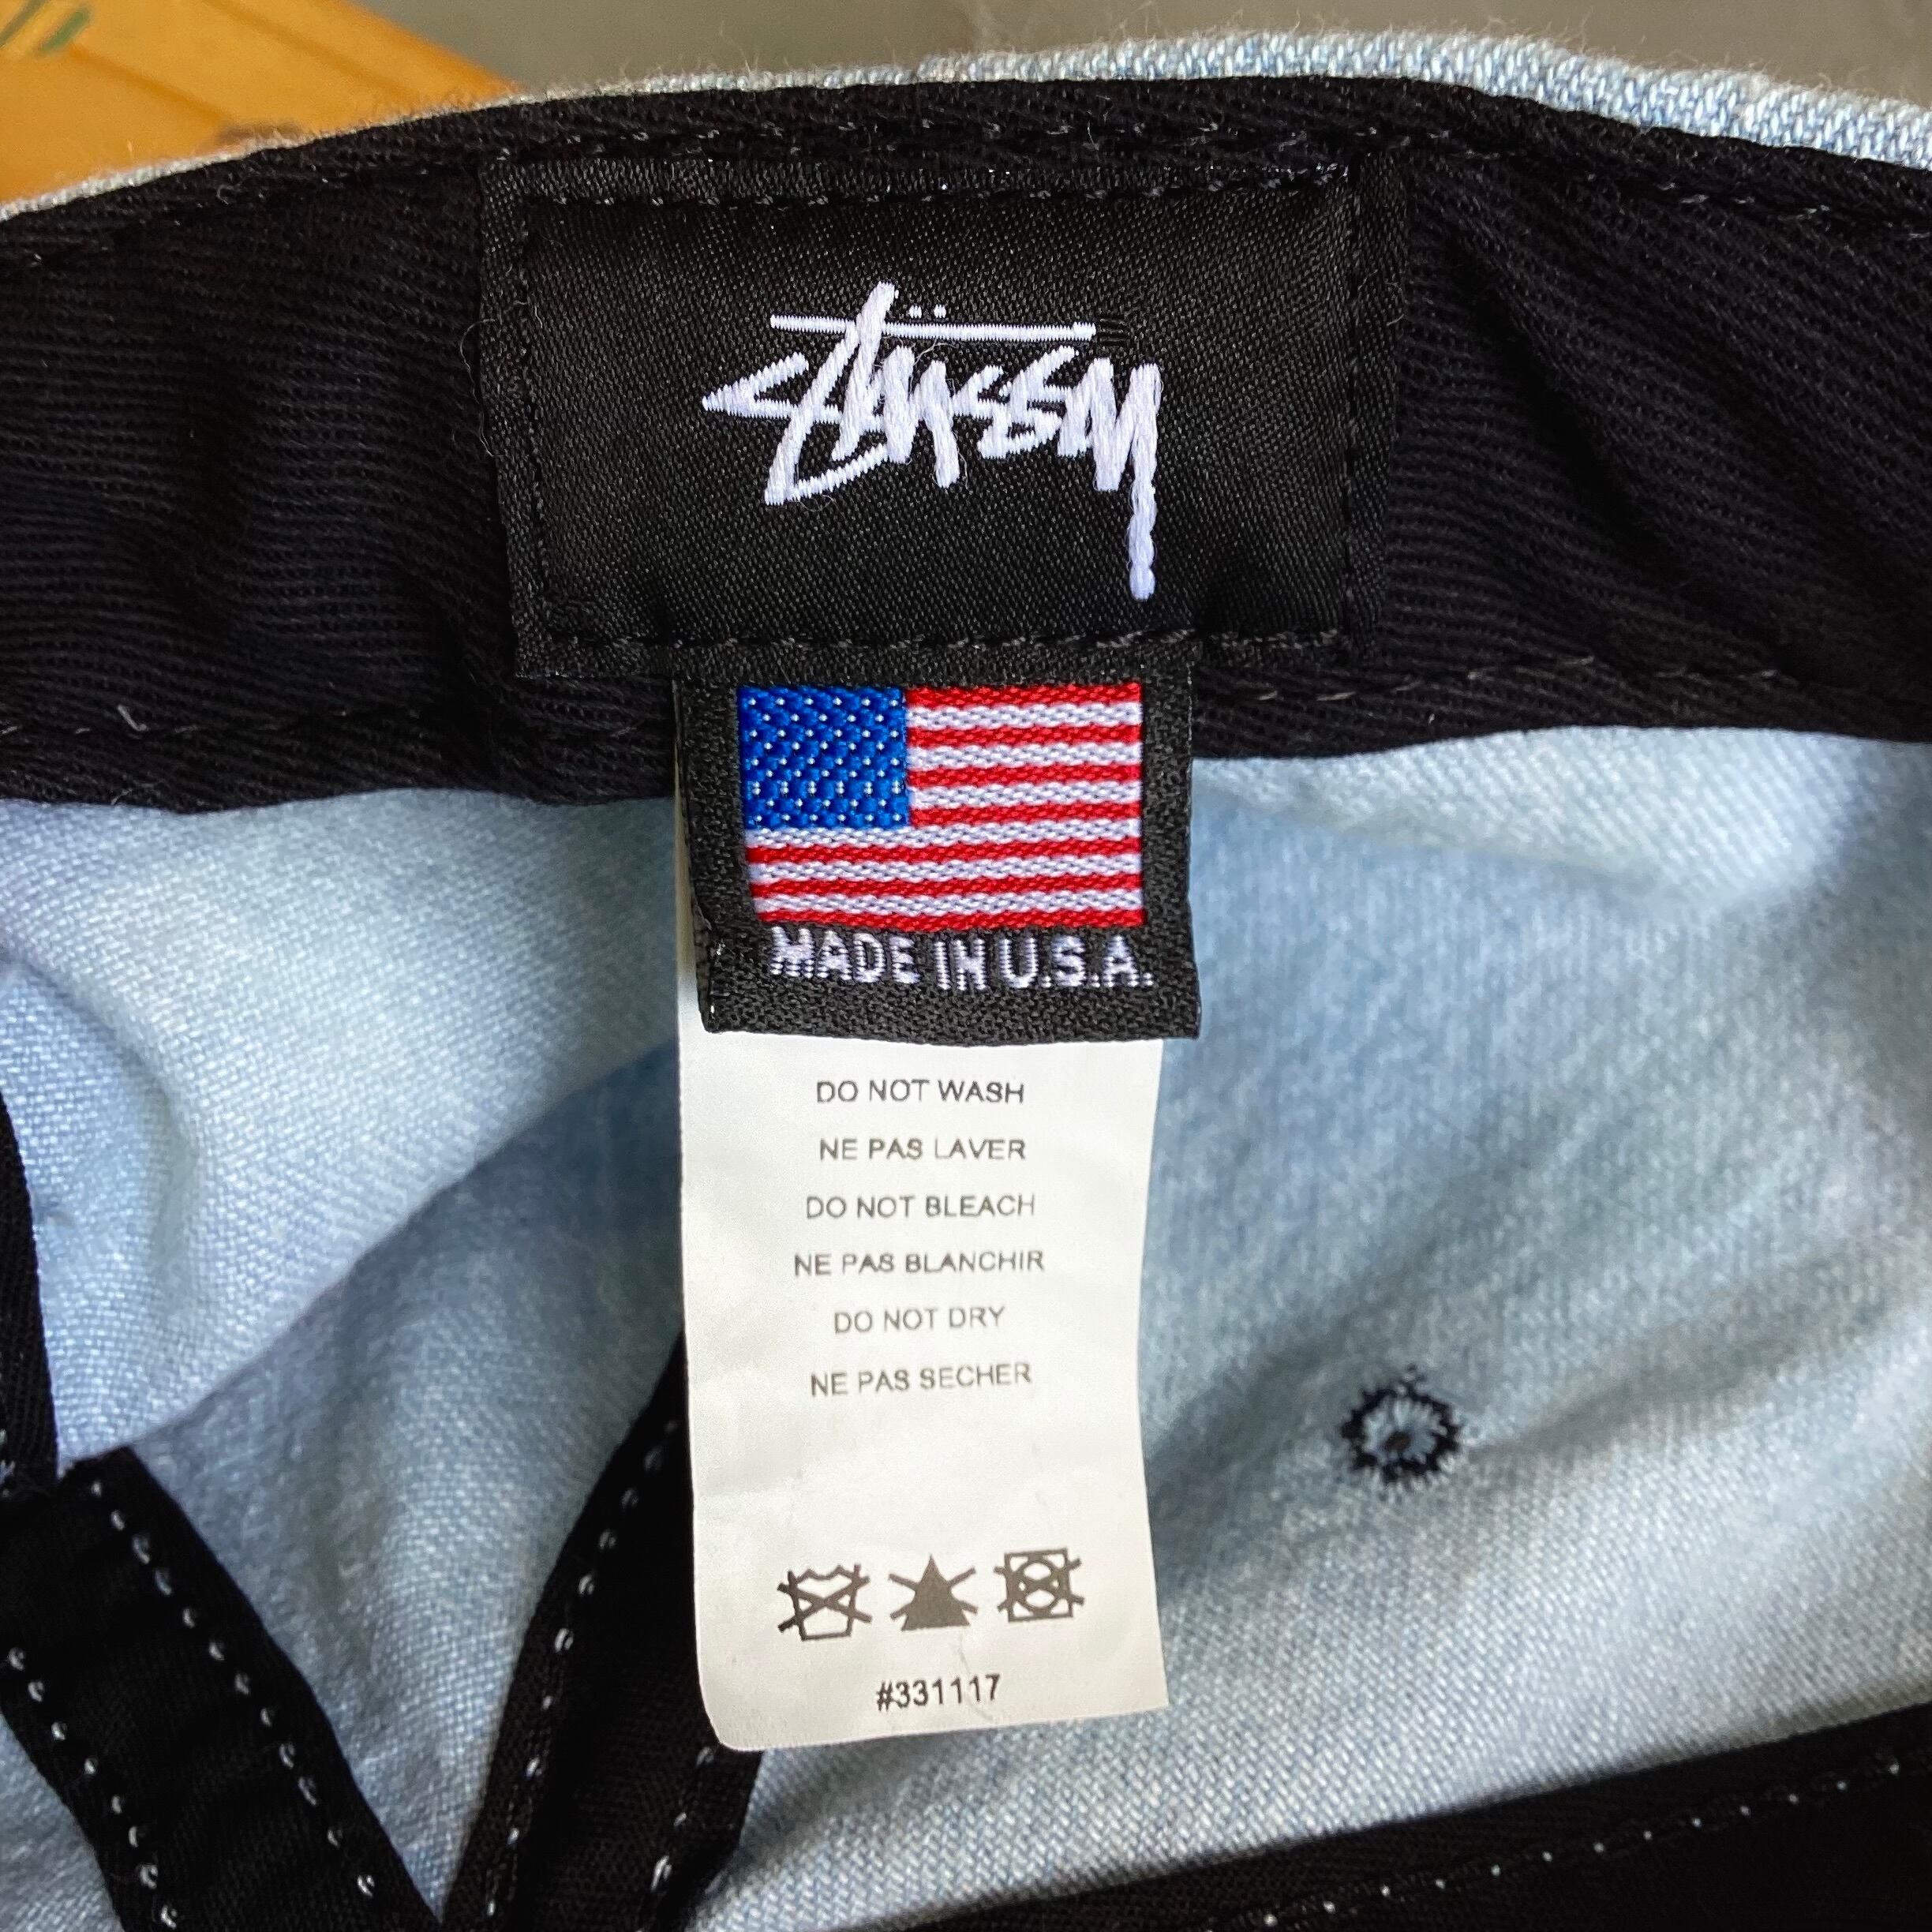 Stüssy
MADE IN U.S.A.
DO NOT WASH
NE PAS LAVER
DO NOT BLEACH
NE PAS BLANCHIR
DO NOT DRY
NE PAS SECHER
#331117